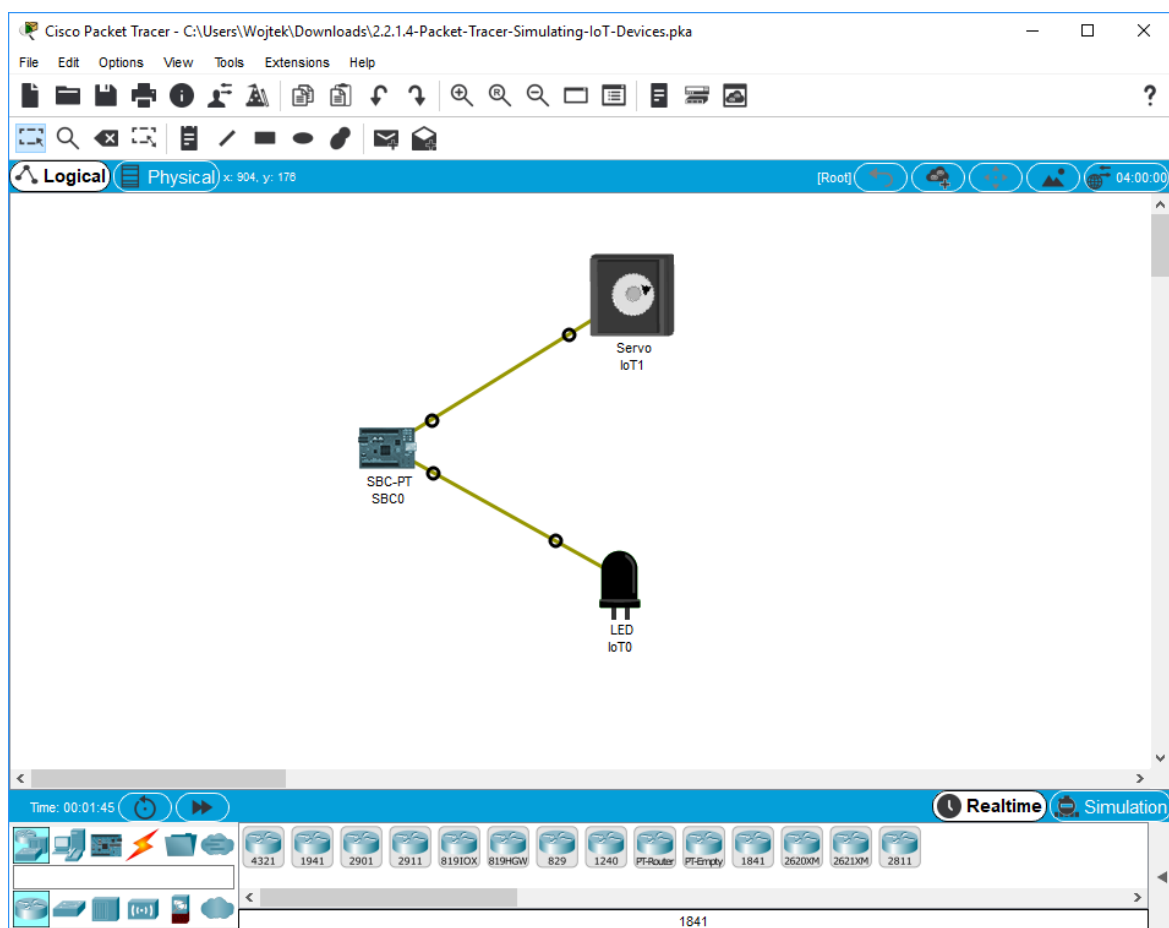 Cisco Packet Tracer - C:\Users\Wojtek\Downloads\2.2.1.4-Packet-Tracer-Simulating-IoT-Devices.pka
File Edit Options View Tools Extensions Help
?
Logical Physical x: 904, y: 176 [Root] 04:00:00
Servo
IoT1
SBC-PT
SBC0
LED
IoT0
Time: 00:01:45 Realtime Simulation
4321 1941 2901 2911 819IOX 819HGW 829 1240 PT-Router PT-Empty 1841 2620XM 2621XM 2811
1841